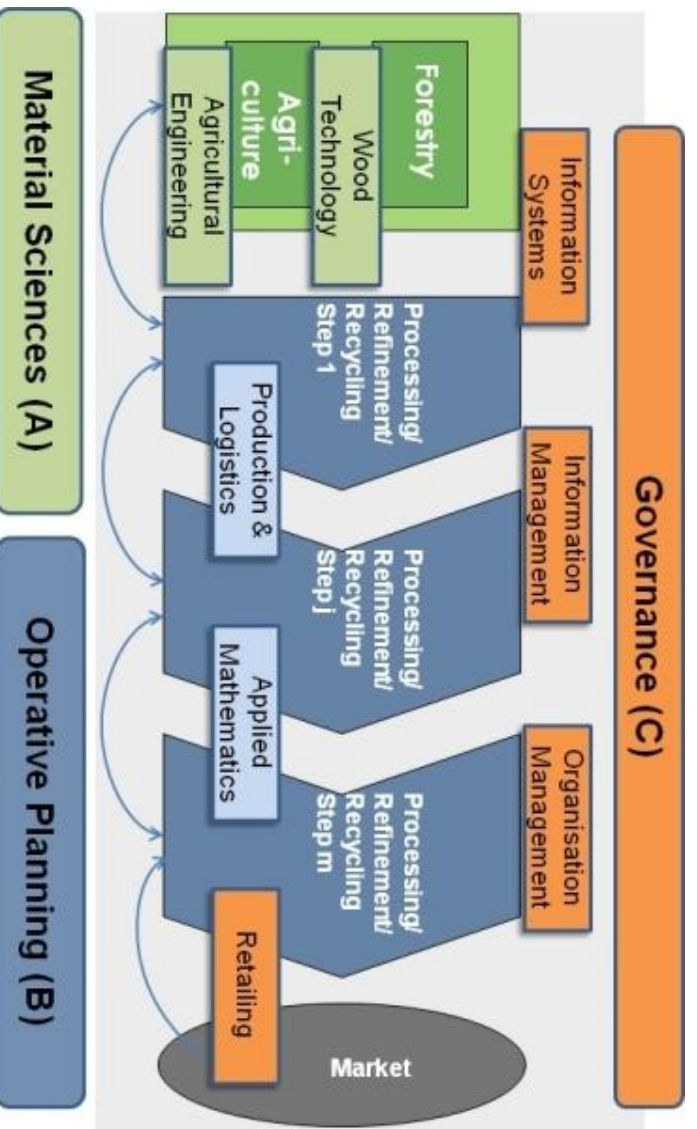 Governance (C)
Information
Systems
Information
Management
Organisation
Management
Forestry
Wood
Technology
Agri-
culture
Agricultural
Engineering
Processing/
Refinement/
Recycling
Step 1
Processing/
Refinement/
Recycling
Step j
Processing/
Refinement/
Recycling
Step m
Production &
Logistics
Applied
Mathematics
Retailing
Market
Material Sciences (A)
Operative Planning (B)